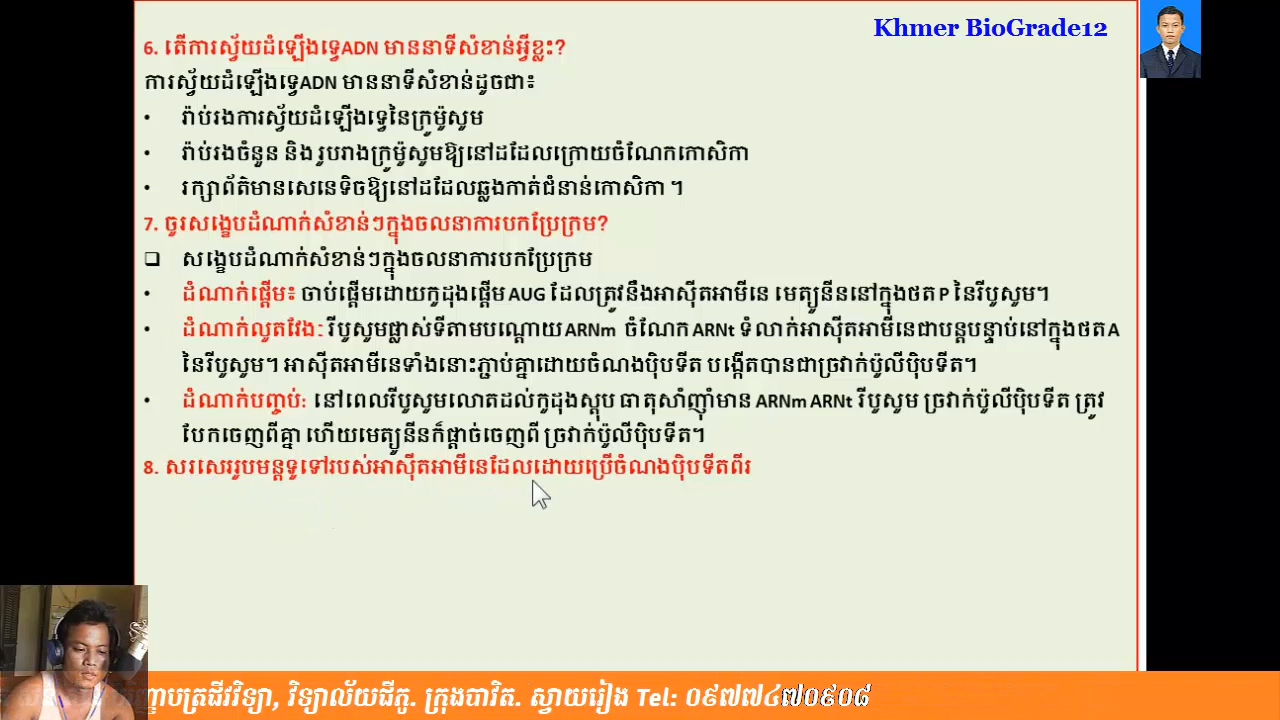 Khmer BioGrade12
6. តើការស្វ័យដំឡើងទ្វេADN មាននាទីសំខាន់អ្វីខ្លះ?
ការស្វ័យដំឡើងទ្វេADN មាននាទីសំខាន់ដូចជា៖
• រ៉ាប់រងការស្វ័យដំឡើងទ្វេនៃក្រូម៉ូសូម
• រ៉ាប់រងចំនួន និង រូបរាងក្រូម៉ូសូមឱ្យនៅដដែលក្រោយចំណែកកោសិកា
• រក្សាព័ត៌មានសេនេទិចឱ្យនៅដដែលឆ្លងកាត់ជំនាន់កោសិកា ។
7. ចូរសង្ខេបដំណាក់សំខាន់ៗក្នុងចលនាការបកប្រែក្រម?
❑ សង្ខេបដំណាក់សំខាន់ៗក្នុងចលនាការបកប្រែក្រម
• ដំណាក់ផ្ដើម៖ ចាប់ផ្ដើមដោយកូដុងផ្ដើម AUG ដែលត្រូវនឹងអាស៊ីតអាមីនេ មេត្យូនីននៅក្នុងថត P នៃរីបូសូម។
• ដំណាក់លូតវែង: រីបូសូមផ្លាស់ទីតាមបណ្ដោយ ARNm ចំណែក ARNt ទំលាក់អាស៊ីតអាមីនេជាបន្តបន្ទាប់នៅក្នុងថត A
នៃរីបូសូម។ អាស៊ីតអាមីនេទាំងនោះភ្ជាប់គ្នាដោយចំណងប៉ិបទីត បង្កើតបានជាច្រវាក់ប៉ូលីប៉ិបទីត។
• ដំណាក់បញ្ចប់: នៅពេលរីបូសូមលោតដល់កូដុងស្តុប ធាតុសាំញ៉ាំមាន ARNm ARNt រីបូសូម ច្រវាក់ប៉ូលីប៉ិបទីត ត្រូវ
បែកចេញពីគ្នា ហើយមេត្យូនីនក៏ផ្ដាច់ចេញពី ច្រវាក់ប៉ូលីប៉ិបទីត។
8. សរសេររូបមន្តទូទៅរបស់អាស៊ីតអាមីនេដែលដោយប្រើចំណងប៉ិបទីតពីរ
ញ្ញាបត្រជីវវិទ្យា, វិទ្យាល័យជីភូ. ក្រុងបាវិត. ស្វាយរៀង Tel: ០៩៧៧៤៧០៩០៨